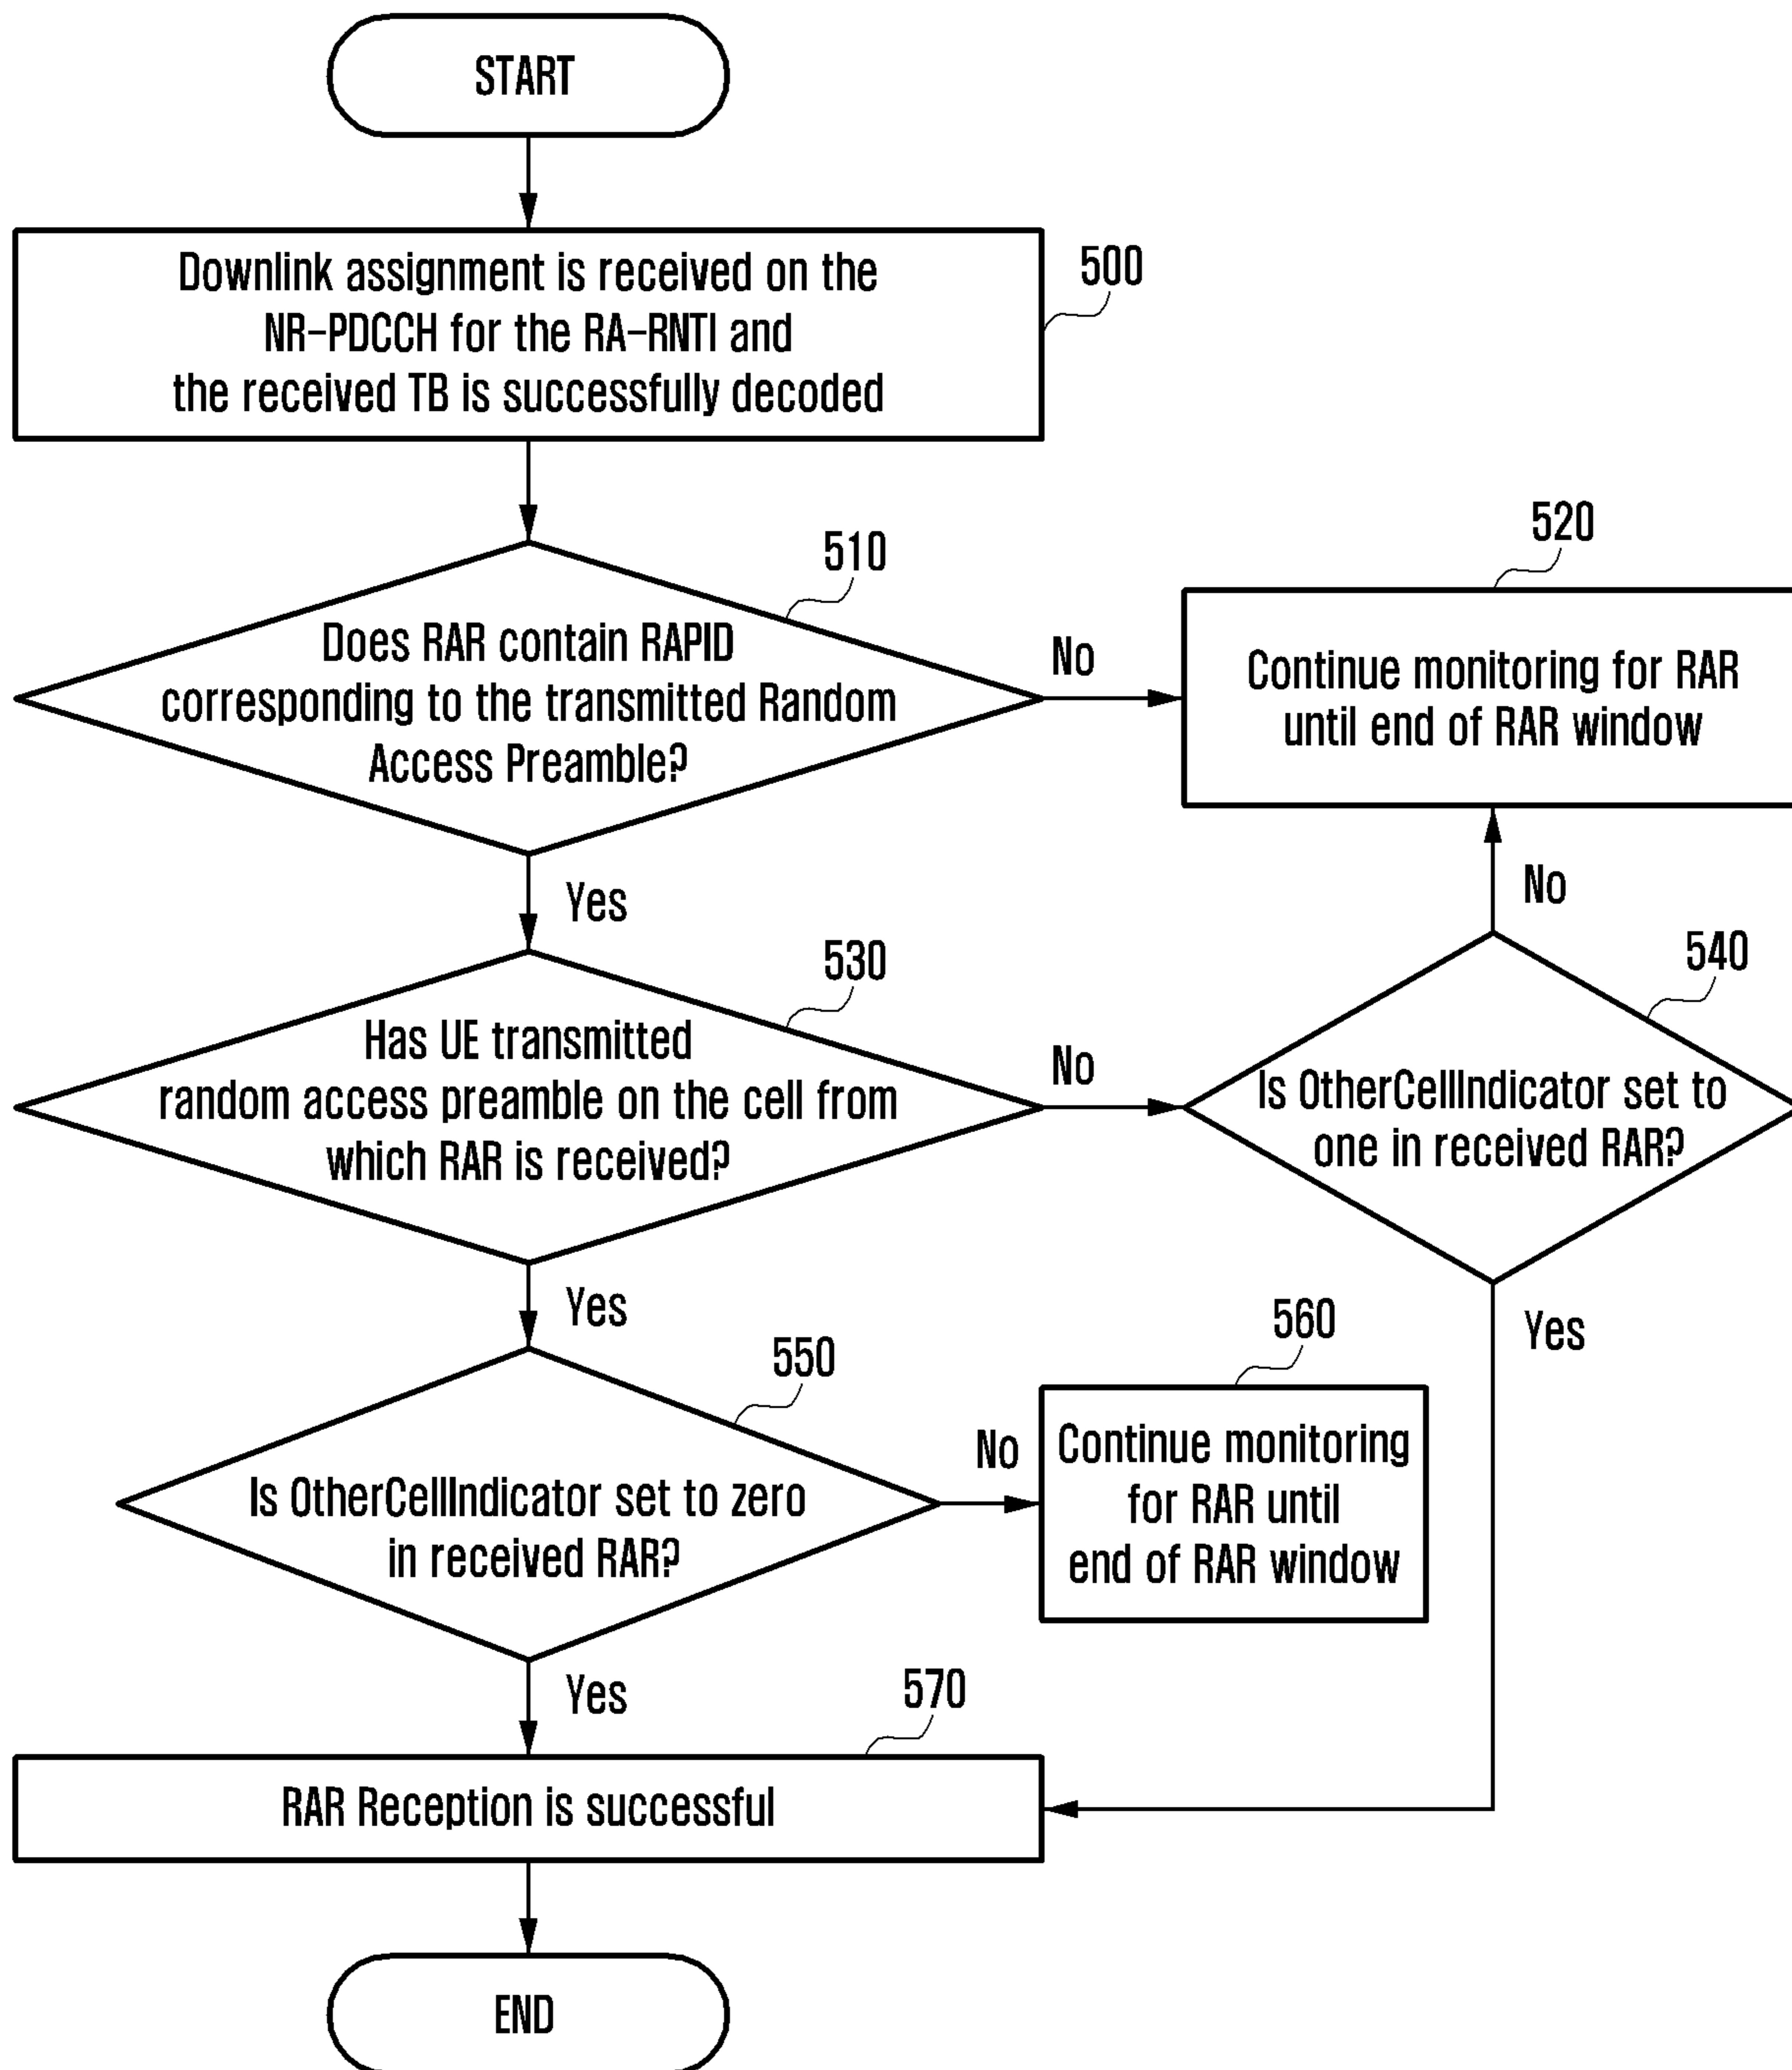 START
Downlink assignment is received on the
NR-PDCCH for the RA-RNTI and
the received TB is successfully decoded
500
510
Does RAR contain RAPID
corresponding to the transmitted Random
Access Preamble?
No
520
Continue monitoring for RAR
until end of RAR window
Yes
No
530
Has UE transmitted
random access preamble on the cell from
which RAR is received?
No
540
Is OtherCellIndicator set to
one in received RAR?
Yes
Yes
550
Is OtherCellIndicator set to zero
in received RAR?
No
560
Continue monitoring
for RAR until
end of RAR window
Yes
570
RAR Reception is successful
END